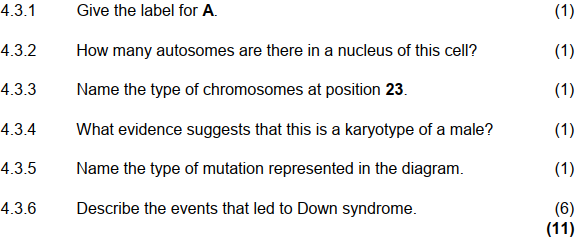 4.3.1 Give the label for A. (1)
4.3.2 How many autosomes are there in a nucleus of this cell? (1)
4.3.3 Name the type of chromosomes at position 23. (1)
4.3.4 What evidence suggests that this is a karyotype of a male? (1)
4.3.5 Name the type of mutation represented in the diagram. (1)
4.3.6 Describe the events that led to Down syndrome. (6)
(11)